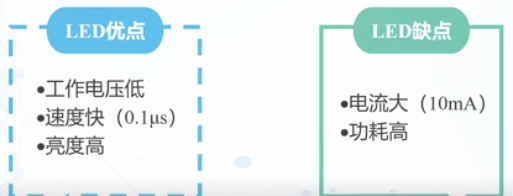 LED优点
•工作电压低
•速度快（0.1μs）
•亮度高
LED缺点
•电流大（10mA）
•功耗高